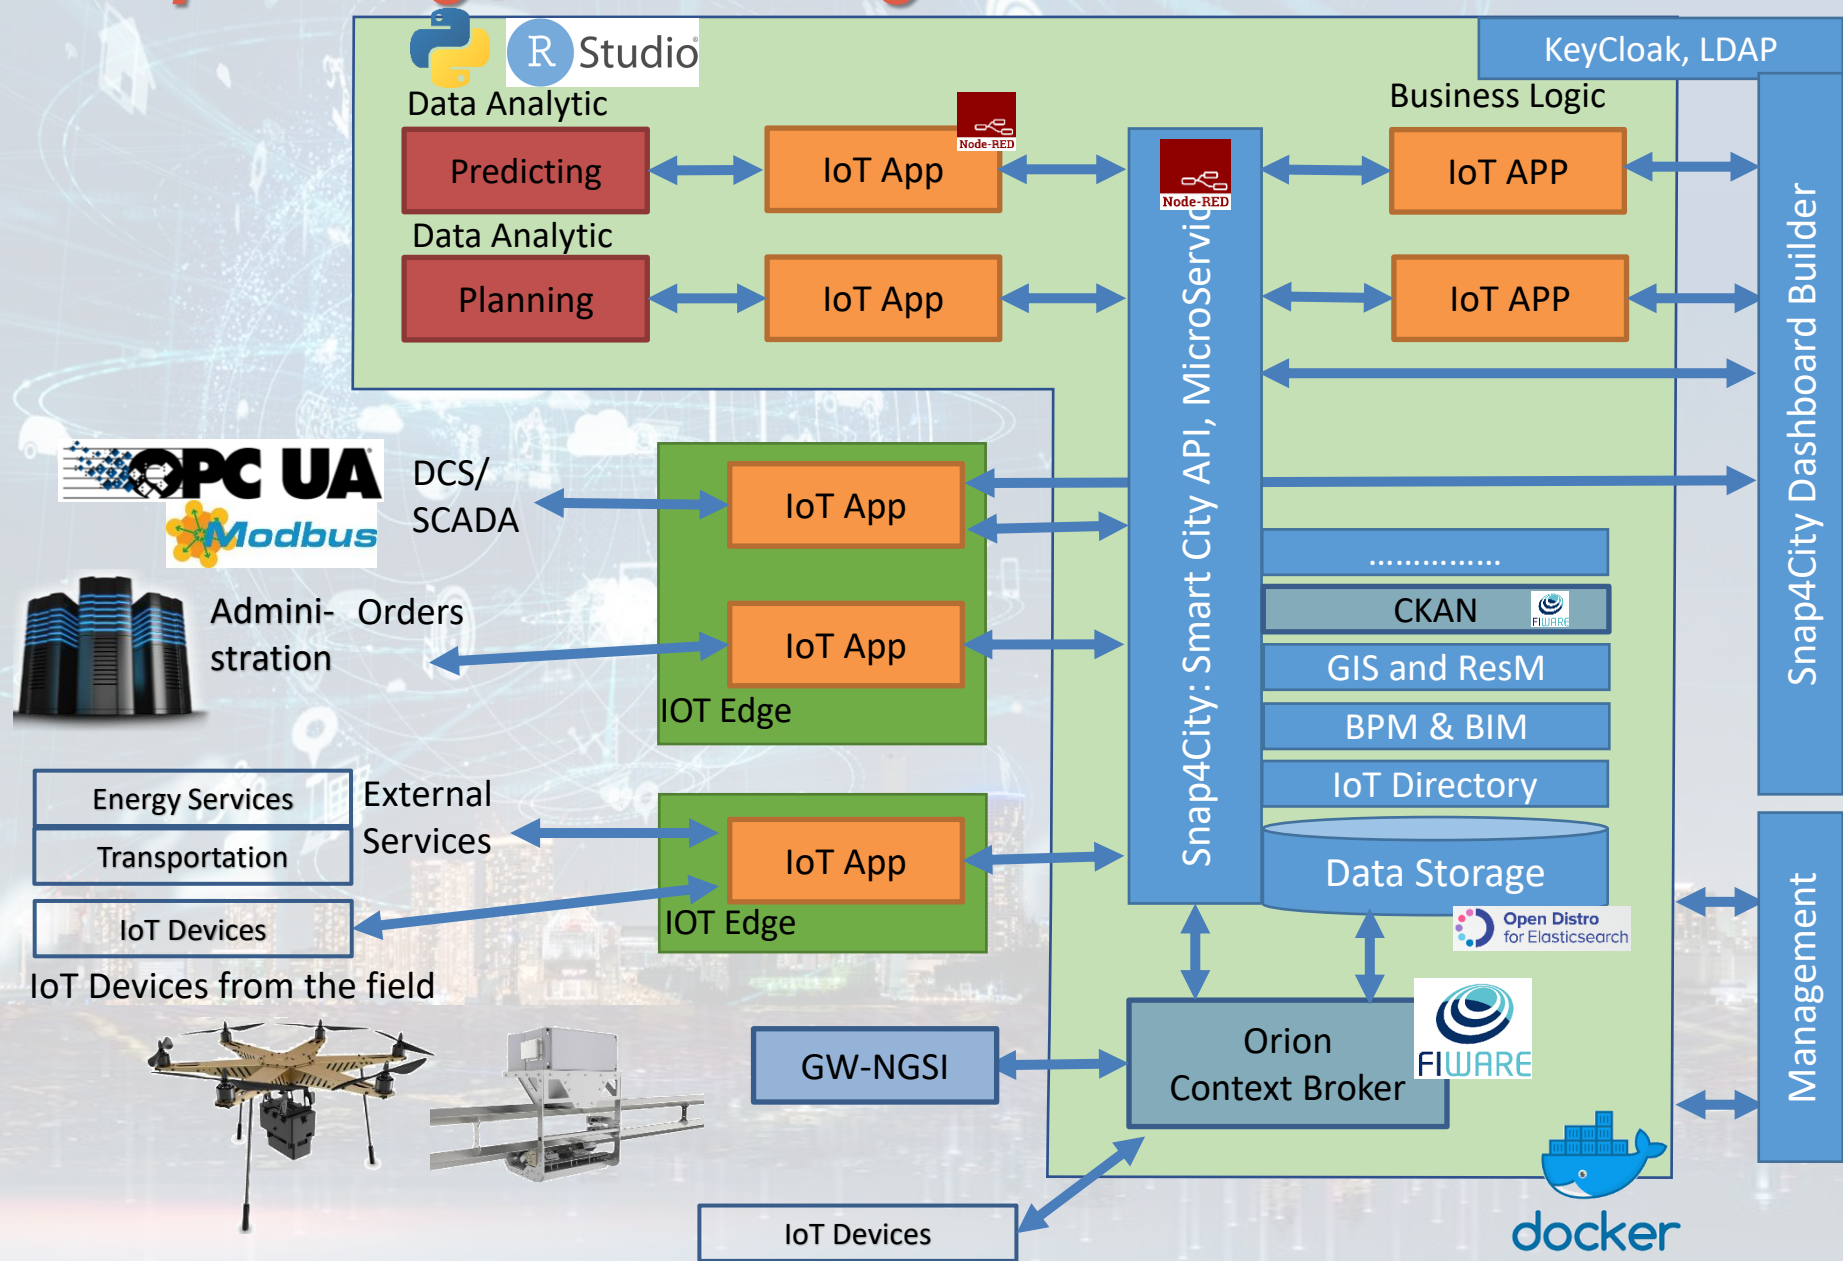 R Studio
KeyCloak, LDAP
Data Analytic
Business Logic
Predicting
IoT App
Node-RED
Node-RED
IoT APP
Data Analytic
Planning
IoT App
IoT APP
Snap4City: Smart City API, MicroServic
Snap4City Dashboard Builder
OPC UA
Modbus
DCS/
SCADA
IoT App
...............
CKAN
FIWARE
Admini-
stration
Orders
IoT App
IOT Edge
GIS and ResM
BPM & BIM
IoT Directory
Energy Services
Transportation
External
Services
IoT App
IOT Edge
Data Storage
Open Distro
for Elasticsearch
IoT Devices
IoT Devices from the field
Management
GW-NGSI
Orion
Context Broker
FIWARE
IoT Devices
docker